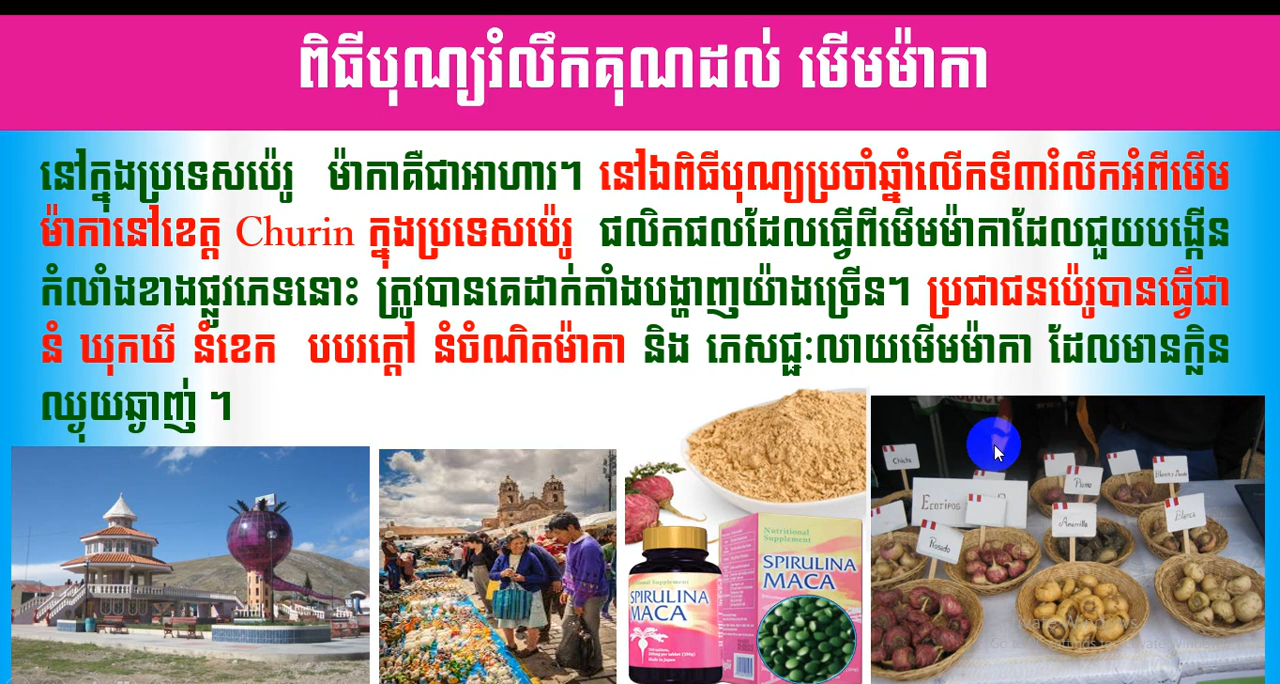 ពិធីបុណ្យរំលឹកគុណដល់ មើមម៉ាកា
នៅក្នុងប្រទេសប៉េរូ ម៉ាកាគឺជាអាហារ។ នៅឯពិធីបុណ្យប្រចាំឆ្នាំលើកទី៣រំលឹកអំពីមើម
ម៉ាកានៅខេត្ត Churin ក្នុងប្រទេសប៉េរូ ផលិតផលដែលធ្វើពីមើមម៉ាកាដែលជួយបង្កើន
កំលាំងខាងផ្លូវភេទនោះ ត្រូវបានគេដាក់តាំងបង្ហាញយ៉ាងច្រើន។ ប្រជាជនប៉េរូបានធ្វើជា
នំ ឃុកឃី នំខេក បបរក្តៅ នំចំណិតម៉ាកា និង ភេសជ្ជៈលាយមើមម៉ាកា ដែលមានក្លិន
ឈ្ងុយឆ្ងាញ់ ។
Nutritional
Supplement
SPIRULINA
MACA
SPIRULINA
MACA
Made in Japan
Chicha
Ecotipos
Plomo
Amarrilla
Blanca
Rosado